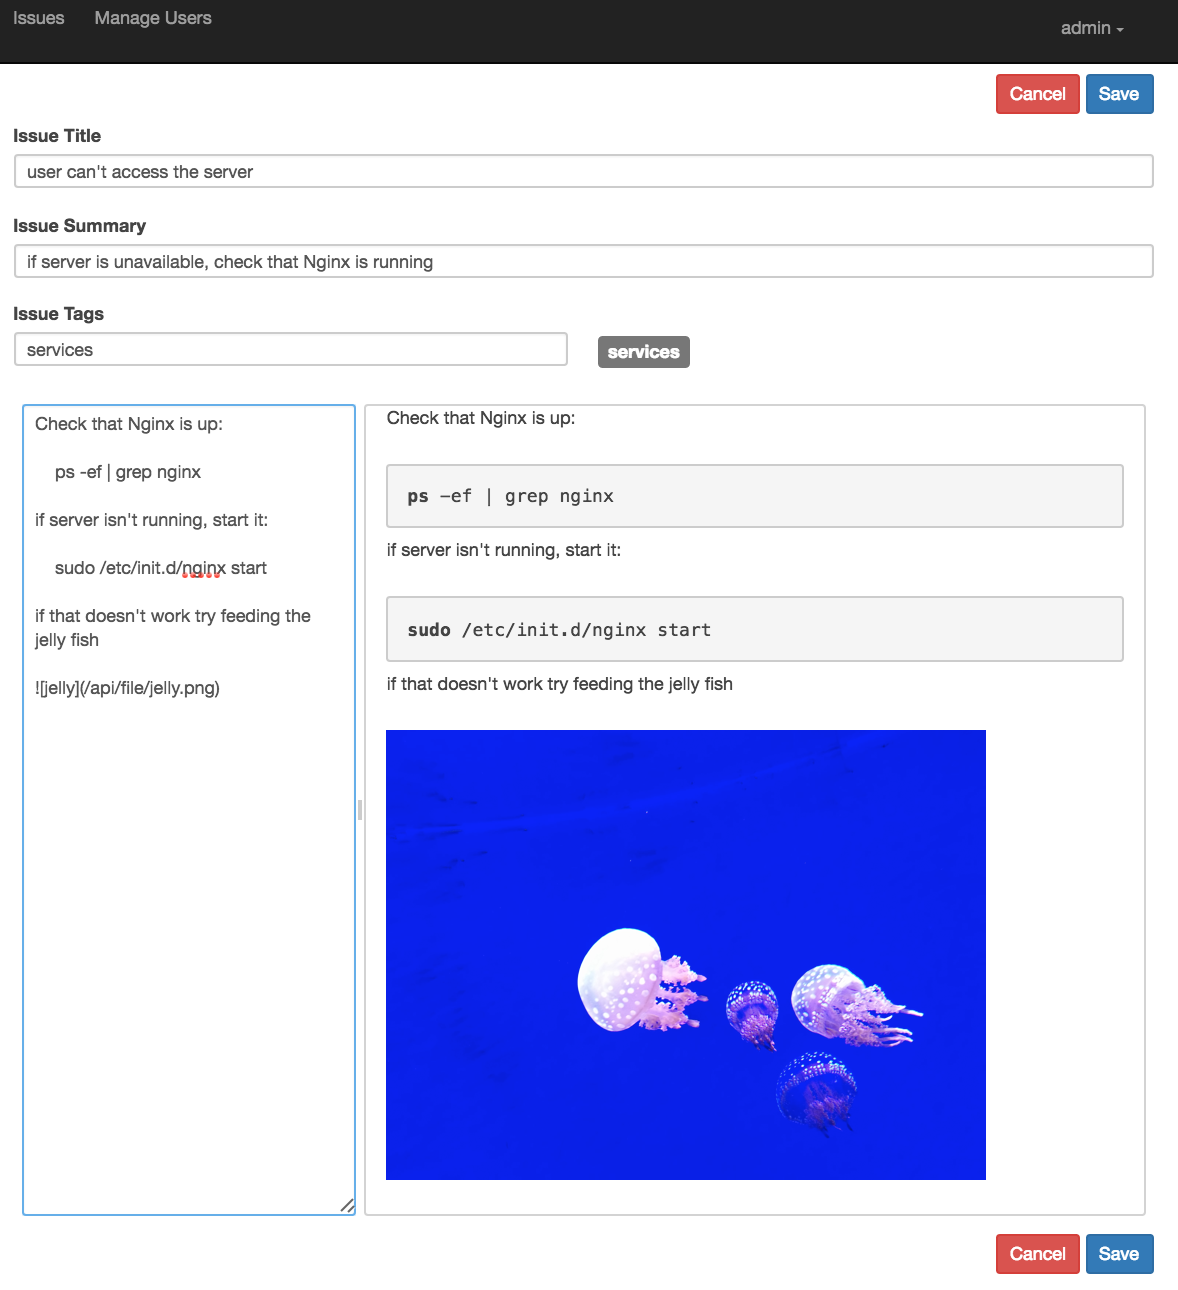 Issues Manage Users admin
Cancel Save
Issue Title
user can't access the server
Issue Summary
if server is unavailable, check that Nginx is running
Issue Tags
services services
Check that Nginx is up:
ps -ef | grep nginx
if server isn't running, start it:
sudo /etc/init.d/nginx start
if that doesn't work try feeding the
jelly fish
![jelly](/api/file/jelly.png)
Check that Nginx is up:
ps -ef | grep nginx
if server isn't running, start it:
sudo /etc/init.d/nginx start
if that doesn't work try feeding the jelly fish
Cancel Save